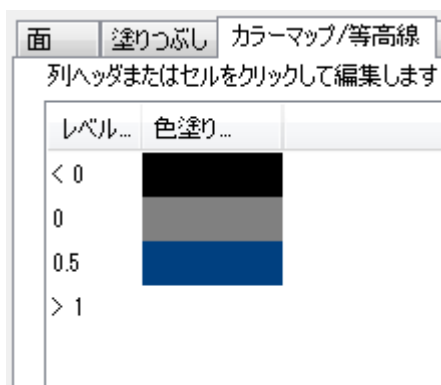 面 塗りつぶし カラーマップ/等高線
列ヘッダまたはセルをクリックして編集します
レベル... 色塗り...
< 0
0
0.5
> 1